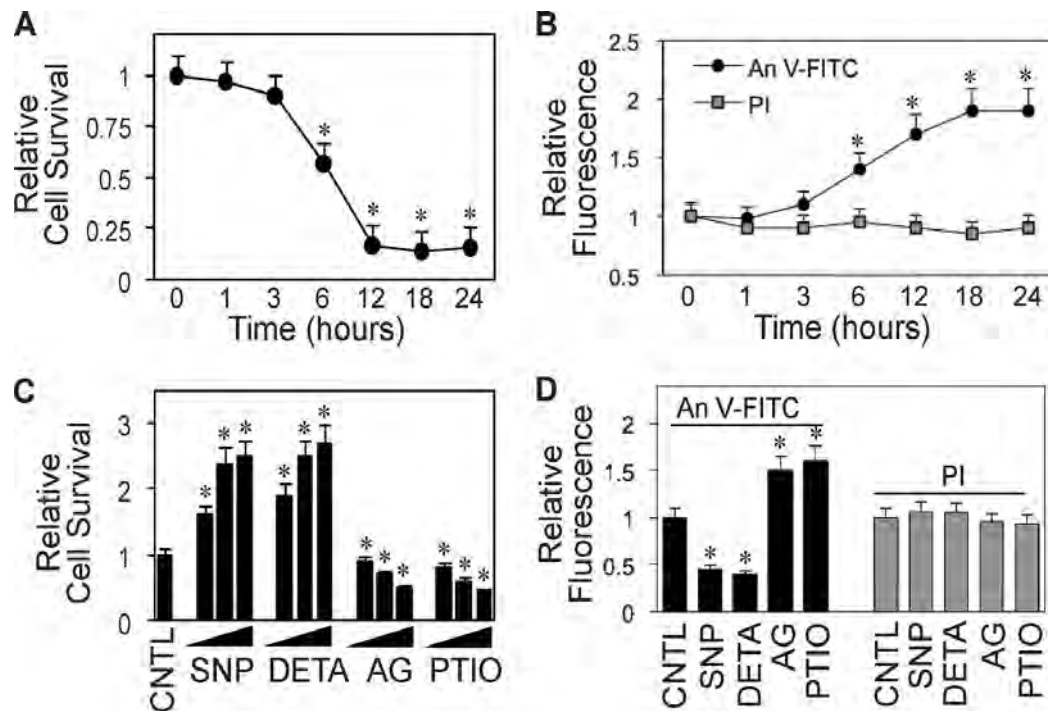 A
Relative
Cell Survival
1
0.75
0.5
0.25
0
* * * *
0 1 3 6 12 18 24
Time (hours)
B
Relative
Fluorescence
2.5
2
1.5
1
0.5
An V-FITC
PI
* * * *
0 1 3 6 12 18 24
Time (hours)
C
Relative
Cell Survival
3
2
1
0
* * * * * * * * * * * *
CNTL
SNP DETA AG PTIO
D
Relative
Fluorescence
2
1.5
1
0.5
0
An V-FITC
PI
* * * *
CNTL SNP DETA AG PTIO CNTL SNP DETA AG PTIO